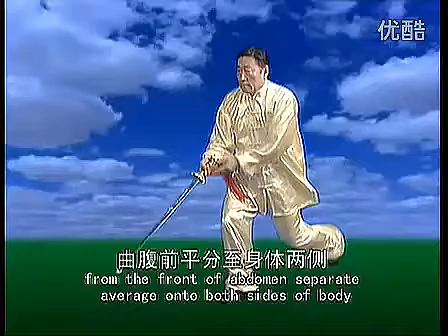 优酷
曲腹前平分至身体两侧
from the front of abdomen separate
average onto both sides of body